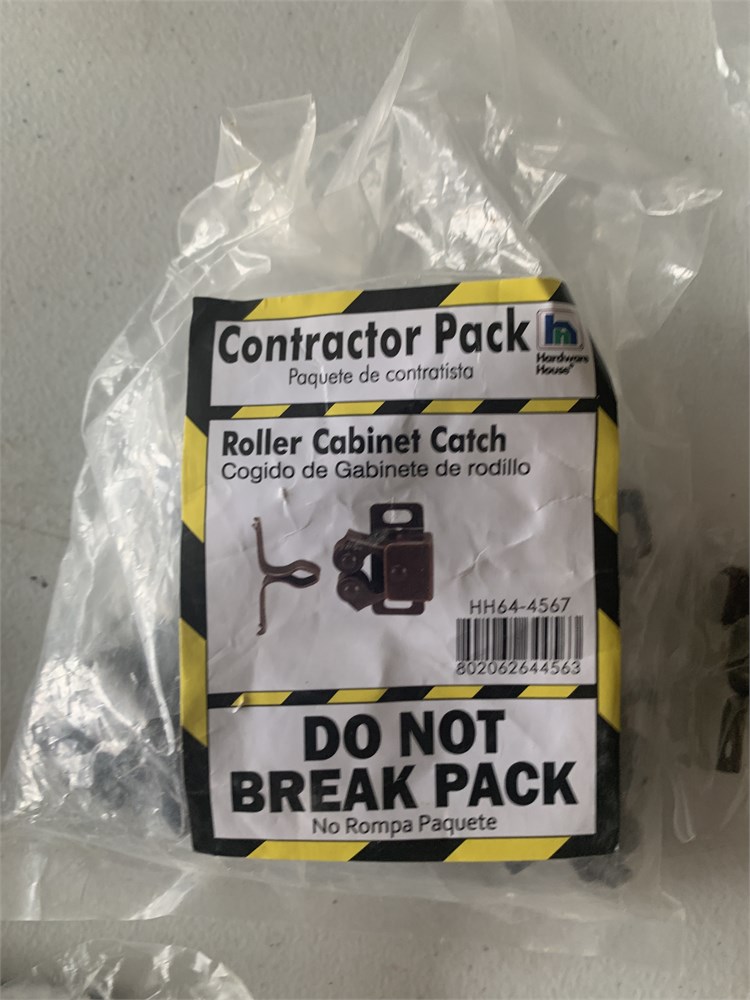 Contractor Pack
Paquete de contratista
Hardware
House®
Roller Cabinet Catch
Cogido de Gabinete de rodillo
HH64-4567
802062644563
DO NOT
BREAK PACK
No Rompa Paquete